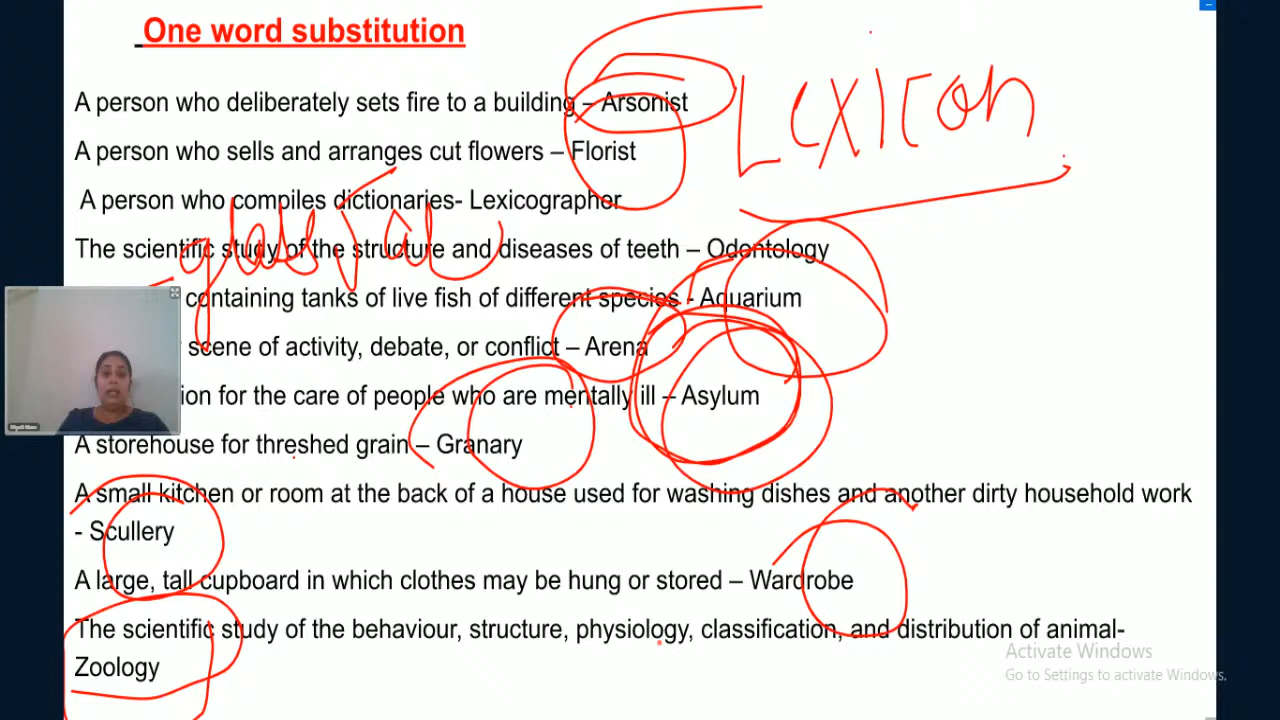 One word substitution
A person who deliberately sets fire to a building – Arsonist
Lexicon
A person who sells and arranges cut flowers – Florist
A person who compiles dictionaries- Lexicographer
The scientific study of the structure and diseases of teeth – Odontology
containing tanks of live fish of different species - Aquarium
scene of activity, debate, or conflict – Arena
ion for the care of people who are mentally ill – Asylum
A storehouse for threshed grain – Granary
A small kitchen or room at the back of a house used for washing dishes and another dirty household work
- Scullery
A large, tall cupboard in which clothes may be hung or stored – Wardrobe
The scientific study of the behaviour, structure, physiology, classification, and distribution of animal-
Zoology
Activate Windows
Go to Settings to activate Windows.